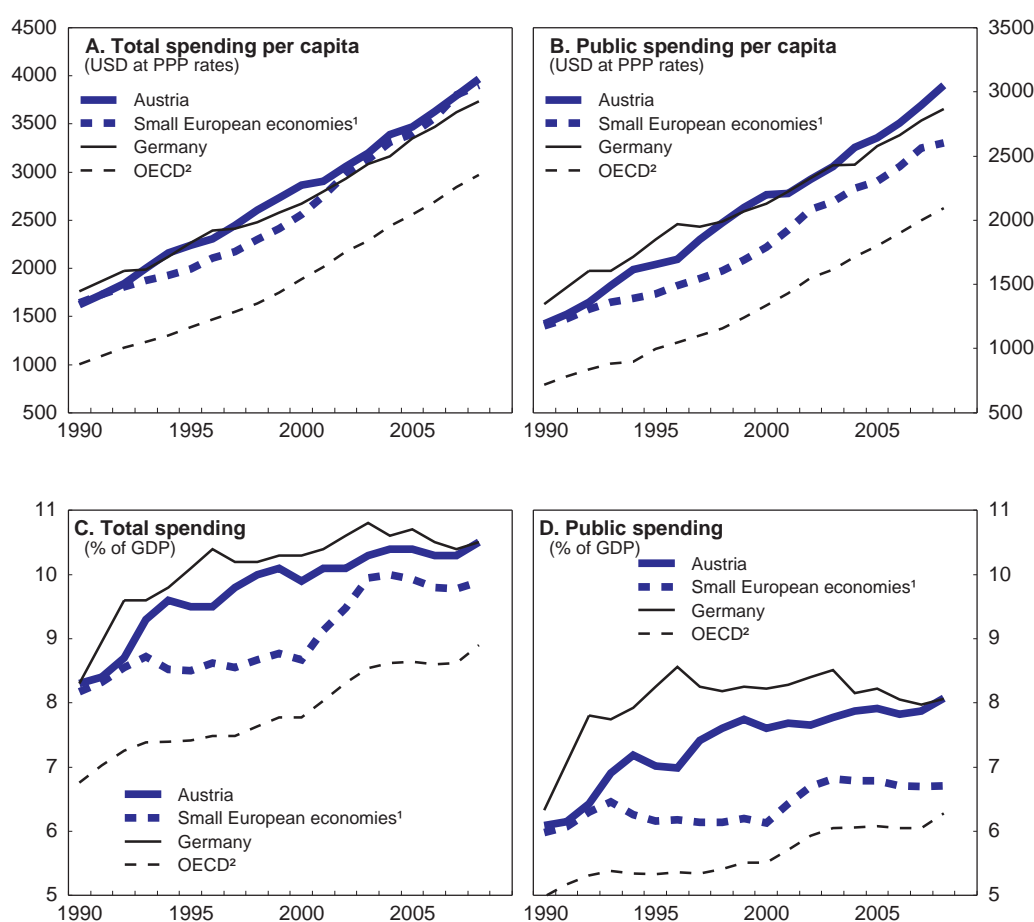 A. Total spending per capita
(USD at PPP rates)
Austria
Small European economies¹
Germany
OECD²
4500
4000
3500
3000
2500
2000
1500
1000
500
1990
1995
2000
2005
B. Public spending per capita
(USD at PPP rates)
Austria
Small European economies¹
Germany
OECD²
3500
3000
2500
2000
1500
1000
500
1990
1995
2000
2005
C. Total spending
(% of GDP)
Austria
Small European economies¹
Germany
OECD²
11
10
9
8
7
6
5
1990
1995
2000
2005
D. Public spending
(% of GDP)
Austria
Small European economies¹
Germany
OECD²
11
10
9
8
7
6
5
1990
1995
2000
2005